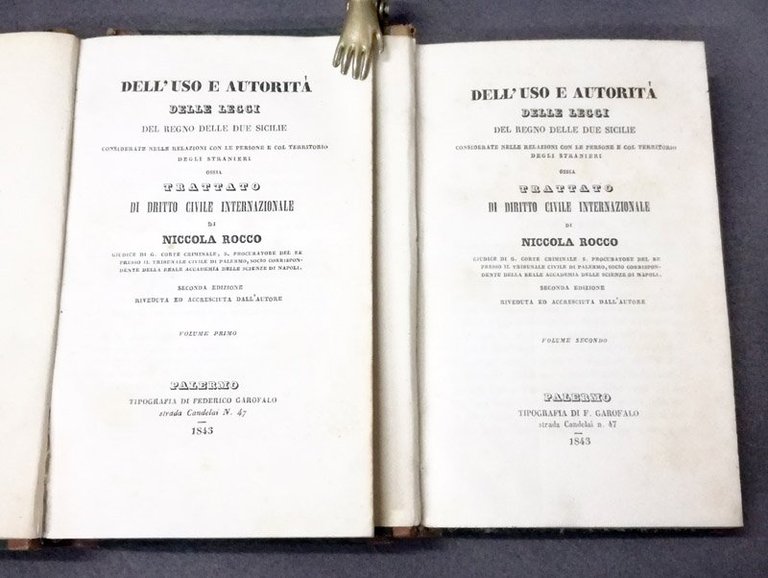 DELL'USO E AUTORITÀ
DELLE LEGGI
DEL REGNO DELLE DUE SICILIE
CONSIDERATE NELLE RELAZIONI CON LE PERSONE E COL TERRITORIO
DEGLI STRANIERI
OSSIA
TRATTATO
DI DRITTO CIVILE INTERNAZIONALE
DI
NICCOLA ROCCO
GIUDICE DI G. CORTE CRIMINALE, S. PROCURATORE DEL RE
PRESSO IL TRIBUNALE CIVILE DI PALERMO, SOCIO CORRISPON-
DENTE DELLA REALE ACCADEMIA DELLE SCIENZE DI NAPOLI.
SECONDA EDIZIONE
RIVEDUTA ED ACCRESCIUTA DALL'AUTORE
VOLUME PRIMO
PALERMO
TIPOGRAFIA DI FEDERICO GAROFALO
strada Candelai N. 47
1843
DELL'USO E AUTORITÀ
DELLE LEGGI
DEL REGNO DELLE DUE SICILIE
CONSIDERATE NELLE RELAZIONI CON LE PERSONE E COL TERRITORIO
DEGLI STRANIERI
OSSIA
TRATTATO
DI DIRITTO CIVILE INTERNAZIONALE
DI
NICCOLA ROCCO
GIUDICE DI G. CORTE CRIMINALE S. PROCURATORE DEL RE
PRESSO IL TRIBUNALE CIVILE DI PALERMO, SOCIO CORRISPON-
DENTE DELLA REALE ACCADEMIA DELLE SCIENZE DI NAPOLI.
SECONDA EDIZIONE
RIVEDUTA ED ACCRESCIUTA DALL'AUTORE
VOLUME SECONDO
PALERMO
TIPOGRAFIA DI F. GAROFALO
strada Candelai n. 47
1843